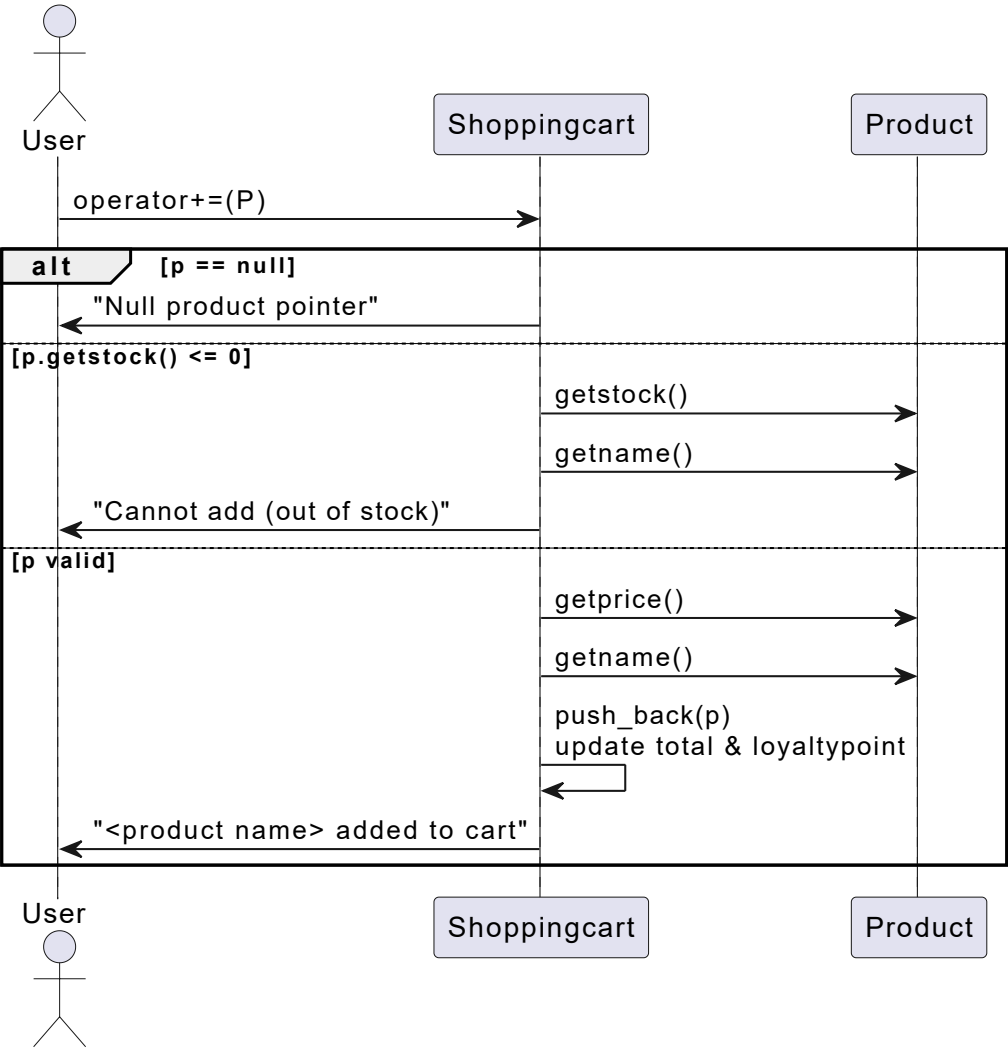 User
Shoppingcart
Product
operator+=(P)
alt
[p == null]
"Null product pointer"
[p.getstock() <= 0]
getstock()
getname()
"Cannot add (out of stock)"
[p valid]
getprice()
getname()
push_back(p)
update total & loyaltypoint
"<product name> added to cart"
User
Shoppingcart
Product